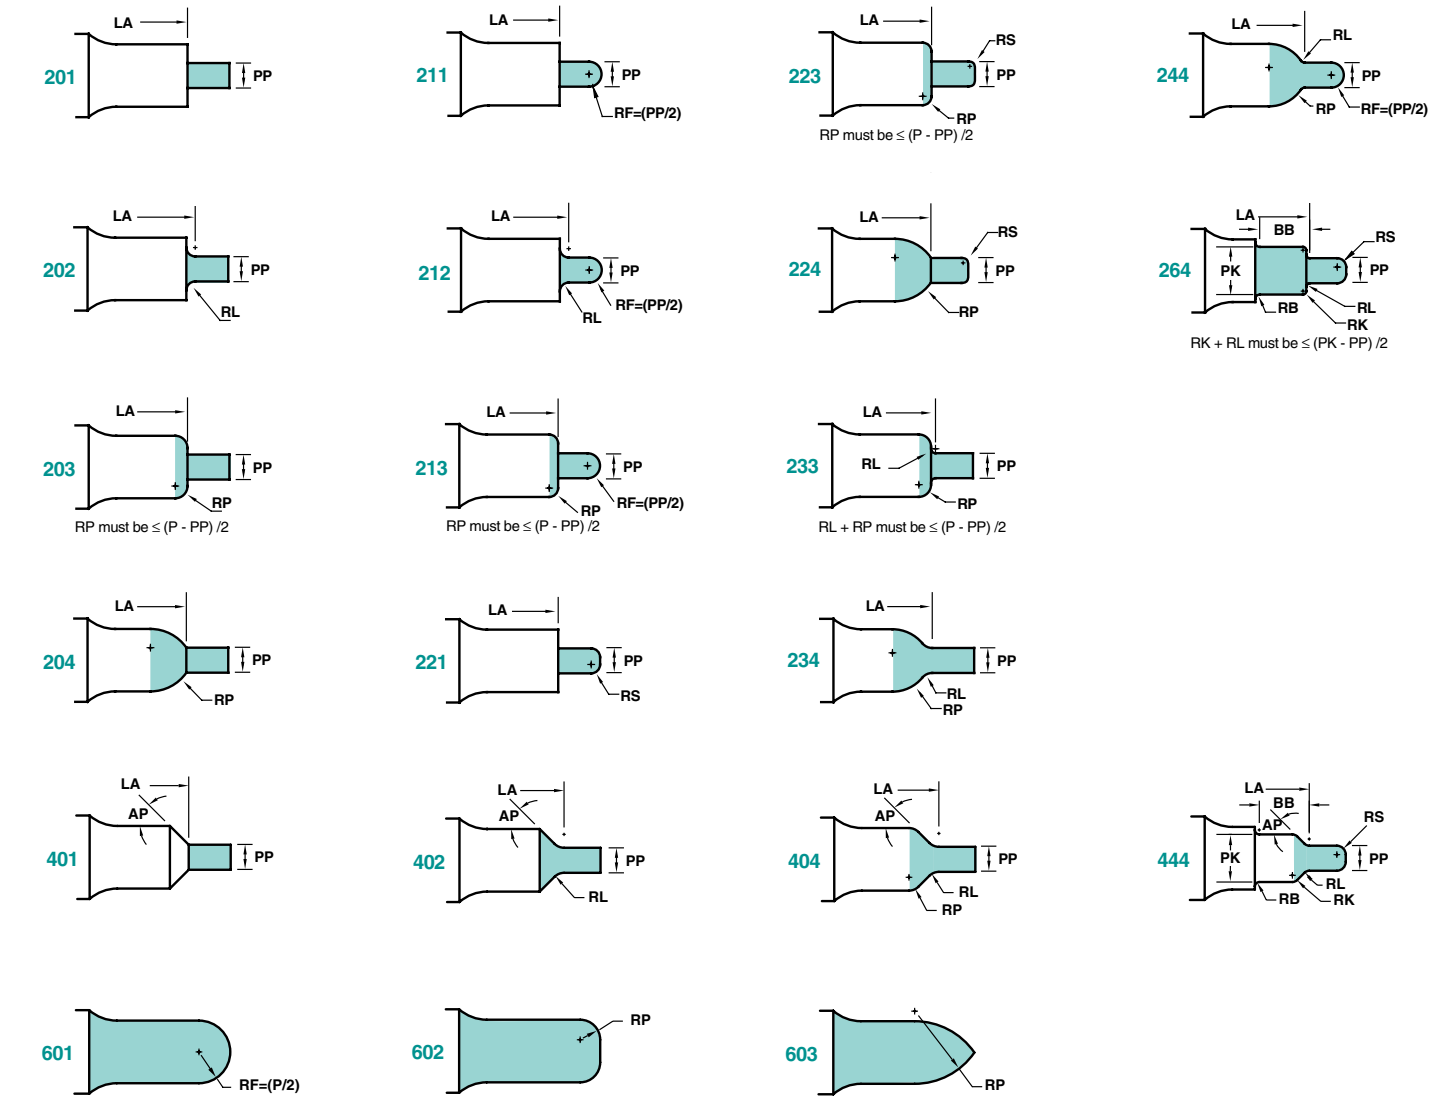 LA
201
PP
LA
211
PP
RF=(PP/2)
LA
RS
223
PP
RP
RP must be ≤ (P - PP) /2
LA
RL
244
PP
RP
RF=(PP/2)
LA
202
PP
RL
LA
212
PP
RF=(PP/2)
RL
LA
RS
224
PP
RP
LA
BB
RS
264
PK
PP
RB
RL
RK
RK + RL must be ≤ (PK - PP) /2
LA
203
PP
RP
RP must be ≤ (P - PP) /2
LA
213
PP
RF=(PP/2)
RP
RP must be ≤ (P - PP) /2
LA
233
RL
PP
RP
RL + RP must be ≤ (P - PP) /2
LA
204
PP
RP
LA
221
PP
RS
LA
234
PP
RL
RP
LA
AP
401
PP
LA
AP
402
PP
RL
LA
AP
404
PP
RL
RP
LA
BB
AP
RS
444
PK
PP
RL
RB
RK
601
RF=(P/2)
602
RP
603
RP